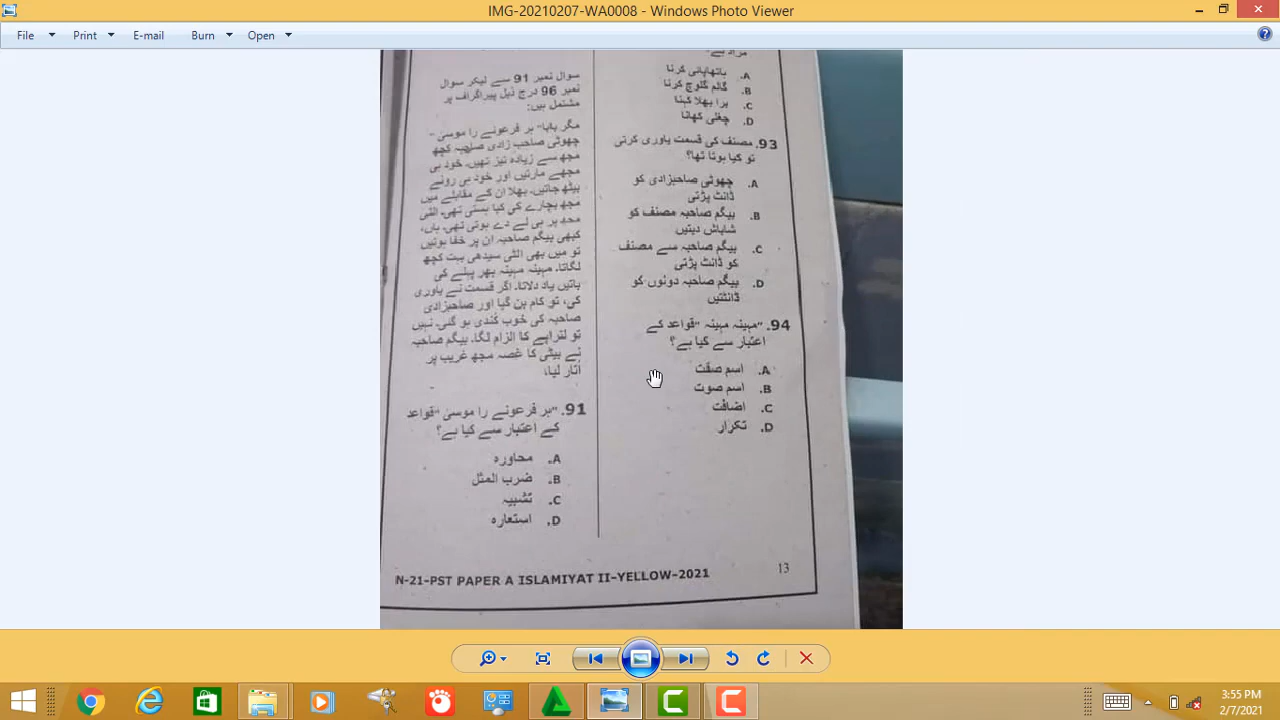 IMG-20210207-WA0008 - Windows Photo Viewer
File Print E-mail Burn Open
سوال نمبر 91 سے لیکر سوال
نمبر 96 درج ذیل پیراگراف پر
مشتمل ہیں:
مگر بابا" ہر فرعونے را موسیٰ"
چھوٹی صاحب زادی صاحبہ کچھ
مجھ سے زیادہ تیز تھیں۔ خود ہی
مجھے مارتیں اور خود ہی رونے
بیٹھ جاتیں۔ بھلا ان کے مقابلے میں
مجھ بچارے کی کیا ہستی تھی۔ الٹی
مجھ پر ہی لے دے ہوتی تھی۔ ہاں،
کبھی بیگم صاحبہ ان پر خفا ہوتیں
تو میں بھی الٹی سیدھی بہت کچھ
لگاتا۔ مہینہ مہینہ بھر پہلے کی
باتیں یاد دلاتا۔ اگر قسمت نے یاوری
کی، تو کام بن گیا اور صاحبزادی
صاحبہ کی خوب کُندی ہو گئی۔ نہیں
تو لتراپے کا الزام لگا۔ بیگم صاحبہ
نے بیٹی کا غصہ مجھ غریب پر
اُتار لیا،
91. "ہر فرعونے را موسیٰ "قواعد
کے اعتبار سے کیا ہے؟
A. محاورہ
B. ضرب المثل
C. تشبیہ
D. استعارہ
مراد ہے"
A. ہاتھاپائی کرنا
B. گالم گلوچ کرنا
C. برا بھلا کہنا
D. چغلی کھانا
93. مصنف کی قسمت یاوری کرتی
تو کیا ہوتا تھا؟
A. چھوٹی صاحبزادی کو
ڈانٹ پڑتی
B. بیگم صاحبہ مصنف کو
شاباش دیتیں
C. بیگم صاحبہ سے مصنف
کو ڈانٹ پڑتی
D. بیگم صاحبہ دونوں کو
ڈانٹتیں
94. "مہینہ مہینہ "قواعد کے
اعتبار سے کیا ہے؟
A. اسم صفت
B. اسم صوت
C. اضافت
D. تکرار
N-21-PST PAPER A ISLAMIYAT II-YELLOW-2021
13
3:55 PM
2/7/2021